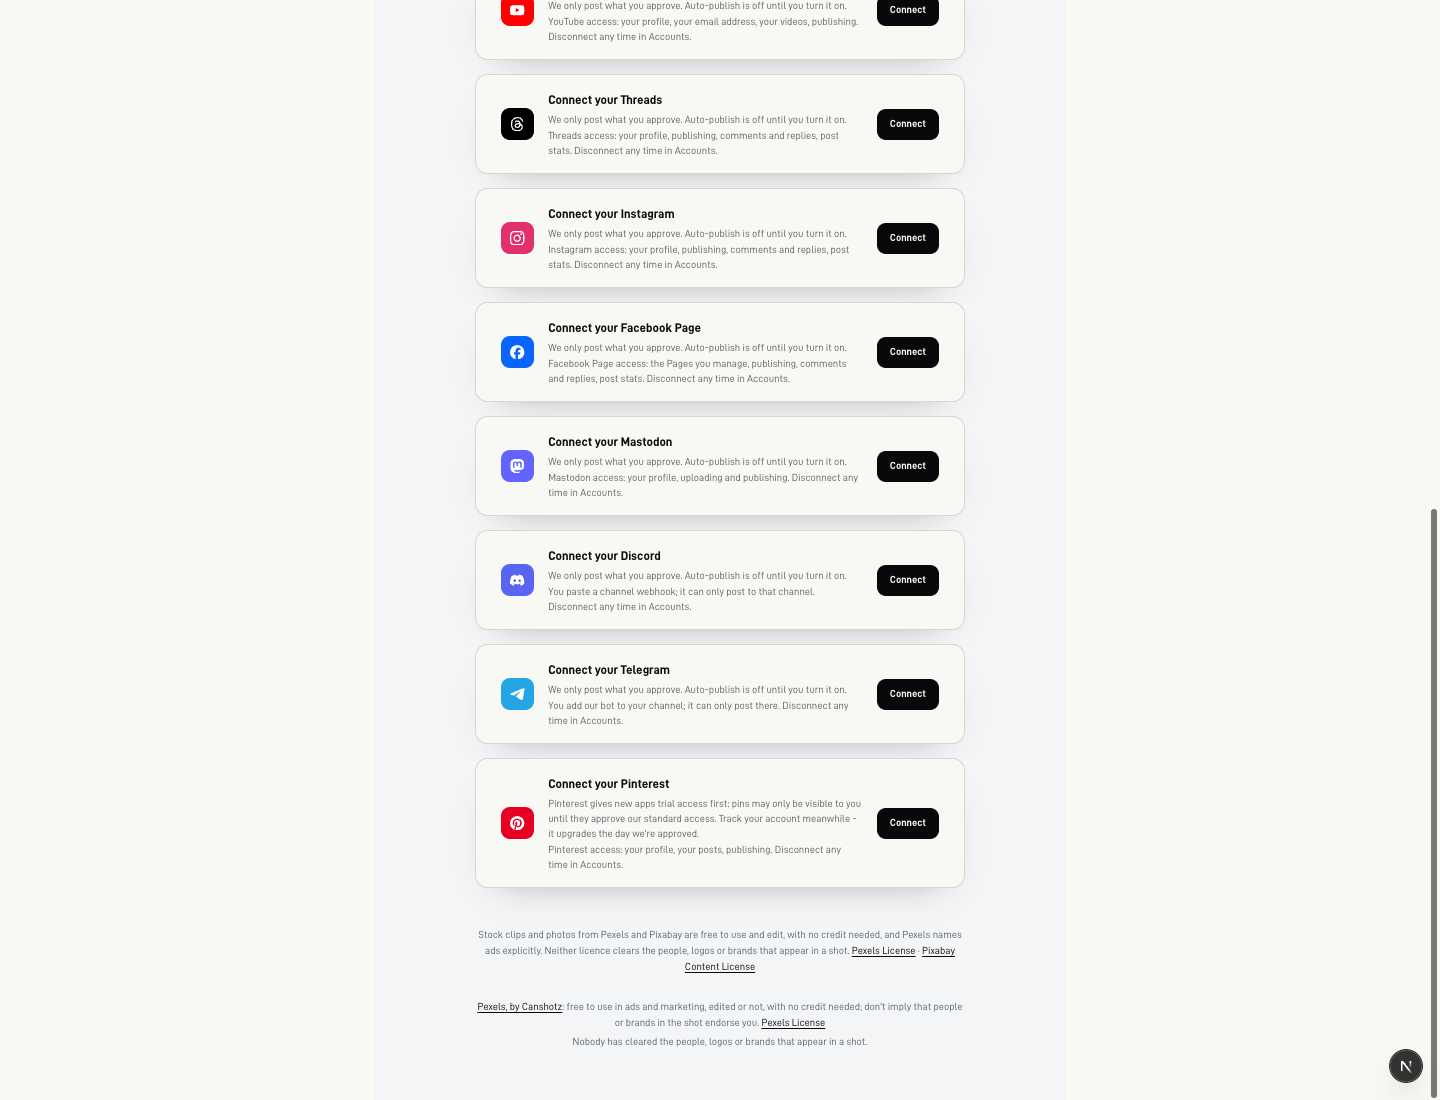 We only post what you approve. Auto-publish is off until you turn it on.
YouTube access: your profile, your email address, your videos, publishing.
Disconnect any time in Accounts.
Connect
Connect your Threads
We only post what you approve. Auto-publish is off until you turn it on.
Threads access: your profile, publishing, comments and replies, post
stats. Disconnect any time in Accounts.
Connect
Connect your Instagram
We only post what you approve. Auto-publish is off until you turn it on.
Instagram access: your profile, publishing, comments and replies, post
stats. Disconnect any time in Accounts.
Connect
Connect your Facebook Page
We only post what you approve. Auto-publish is off until you turn it on.
Facebook Page access: the Pages you manage, publishing, comments
and replies, post stats. Disconnect any time in Accounts.
Connect
Connect your Mastodon
We only post what you approve. Auto-publish is off until you turn it on.
Mastodon access: your profile, uploading and publishing. Disconnect any
time in Accounts.
Connect
Connect your Discord
We only post what you approve. Auto-publish is off until you turn it on.
You paste a channel webhook; it can only post to that channel.
Disconnect any time in Accounts.
Connect
Connect your Telegram
We only post what you approve. Auto-publish is off until you turn it on.
You add our bot to your channel; it can only post there. Disconnect any
time in Accounts.
Connect
Connect your Pinterest
Pinterest gives new apps trial access first: pins may only be visible to you
until they approve our standard access. Track your account meanwhile -
it upgrades the day we're approved.
Pinterest access: your profile, your posts, publishing. Disconnect any
time in Accounts.
Connect
Stock clips and photos from Pexels and Pixabay are free to use and edit, with no credit needed, and Pexels names
ads explicitly. Neither licence clears the people, logos or brands that appear in a shot. Pexels License · Pixabay
Content License
Pexels, by Canshotz: free to use in ads and marketing, edited or not, with no credit needed; don't imply that people
or brands in the shot endorse you. Pexels License
Nobody has cleared the people, logos or brands that appear in a shot.
N